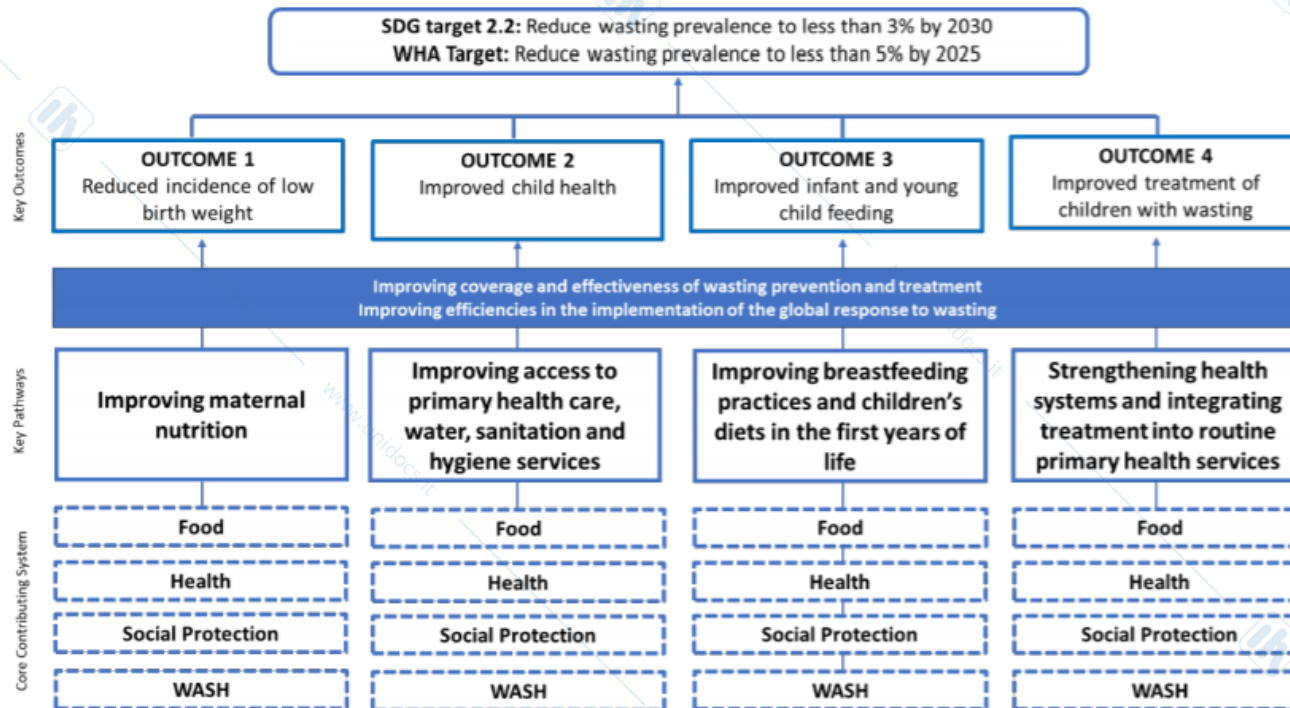 SDG target 2.2: Reduce wasting prevalence to less than 3% by 2030
WHA Target: Reduce wasting prevalence to less than 5% by 2025
Key Outcomes
OUTCOME 1
Reduced incidence of low
birth weight
OUTCOME 2
Improved child health
OUTCOME 3
Improved infant and young
child feeding
OUTCOME 4
Improved treatment of
children with wasting
Improving coverage and effectiveness of wasting prevention and treatment
Improving efficiencies in the implementation of the global response to wasting
Key Pathways
Improving maternal
nutrition
Improving access to
primary health care,
water, sanitation and
hygiene services
Improving breastfeeding
practices and children's
diets in the first years of
life
Strengthening health
systems and integrating
treatment into routine
primary health services
Core Contributing System
Food
Health
Social Protection
WASH
Food
Health
Social Protection
WASH
Food
Health
Social Protection
WASH
Food
Health
Social Protection
WASH
www.unidocs.it